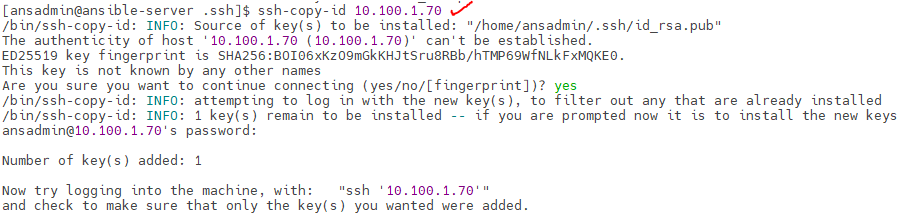 [ansadmin@ansible-server .ssh]$ ssh-copy-id 10.100.1.70
/bin/ssh-copy-id: INFO: Source of key(s) to be installed: "/home/ansadmin/.ssh/id_rsa.pub"
The authenticity of host '10.100.1.70 (10.100.1.70)' can't be established.
ED25519 key fingerprint is SHA256:BOI06xKzO9mGkKHJtSru8RBb/hTMP69WfNLkFxMQKE0.
This key is not known by any other names
Are you sure you want to continue connecting (yes/no/[fingerprint])? yes
/bin/ssh-copy-id: INFO: attempting to log in with the new key(s), to filter out any that are already installed
/bin/ssh-copy-id: INFO: 1 key(s) remain to be installed -- if you are prompted now it is to install the new keys
ansadmin@10.100.1.70's password:
Number of key(s) added: 1
Now try logging into the machine, with:   "ssh '10.100.1.70'"
and check to make sure that only the key(s) you wanted were added.